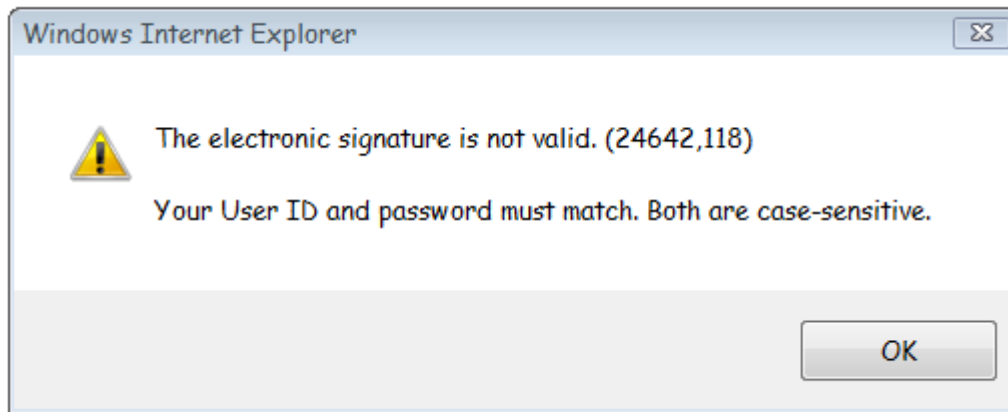 Windows Internet Explorer
The electronic signature is not valid. (24642,118)
Your User ID and password must match. Both are case-sensitive.
OK